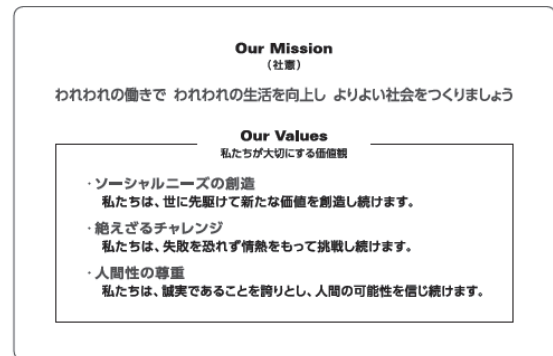 Our Mission
（社憲）
われわれの働きで われわれの生活を向上し よりよい社会をつくりましょう
Our Values
私たちが大切にする価値観
・ソーシャルニーズの創造
私たちは、世に先駆けて新たな価値を創造し続けます。
・絶えざるチャレンジ
私たちは、失敗を恐れず情熱をもって挑戦し続けます。
・人間性の尊重
私たちは、誠実であることを誇りとし、人間の可能性を信じ続けます。